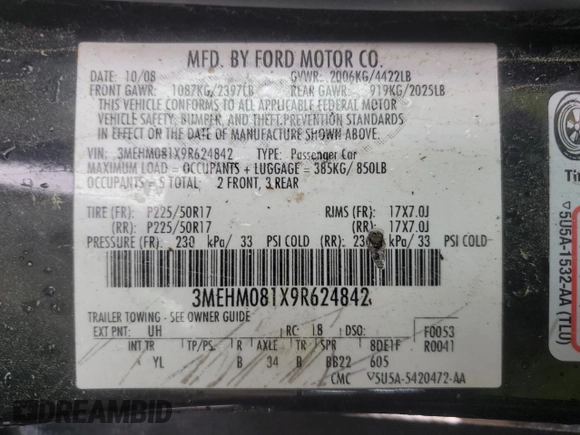 MFD. BY FORD MOTOR CO.
DATE: 10/08 GVWR: 2006KG/4422LB
FRONT GAWR: 1087KG/2397LB REAR GAWR: 919KG/2025LB
THIS VEHICLE CONFORMS TO ALL APPLICABLE FEDERAL MOTOR
VEHICLE SAFETY, BUMPER, AND THEFT PREVENTION STANDARDS
IN EFFECT ON THE DATE OF MANUFACTURE SHOWN ABOVE.
VIN: 3MEHM081X9R624842 TYPE: Passenger Car
MAXIMUM LOAD = OCCUPANTS + LUGGAGE = 385KG/ 850LB
OCCUPANTS = 5 TOTAL: 2 FRONT, 3 REAR
TIRE (FR): P225/50R17 RIMS (FR): 17X7.0J
(RR): P225/50R17 (RR): 17X7.0J
PRESSURE (FR): 230 kPa/ 33 PSI COLD (RR): 230 kPa/ 33 PSI COLD
3MEHM081X9R624842
TRAILER TOWING - SEE OWNER GUIDE
EXT PNT: UH RC: 18 DSO: F0053
INT TR TP/PS R AXLE TR SPR 8DE1F R0041
YL B 34 B BB22 605
CMC 5U5A-5420472-AA
Tir
5U5A-1532-AA (TLU)
DREAMBID